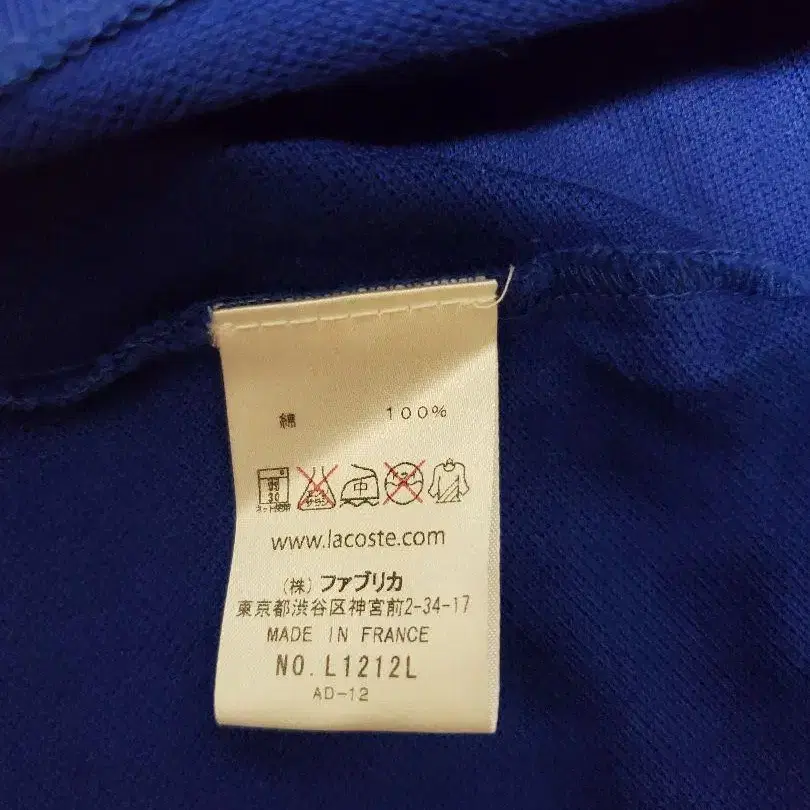 綿 100%
中
www.lacoste.com
(株) ファブリカ
東京都渋谷区神宮前2-34-17
MADE IN FRANCE
NO. L1212L
AD-12